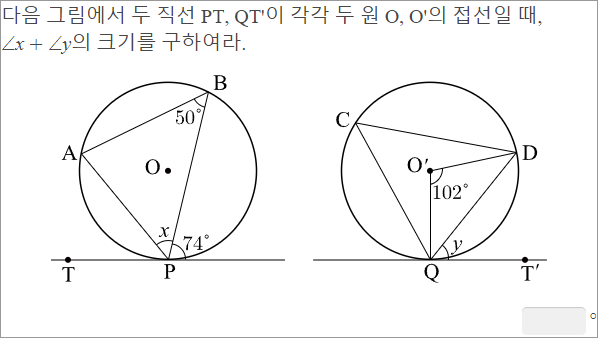 다음 그림에서 두 직선 PT, QT'이 각각 두 원 O, O'의 접선일 때,
∠x + ∠y의 크기를 구하여라.
B
50°
A
O
x
74°
T
P
C
D
O'
102°
y
Q
T'
°